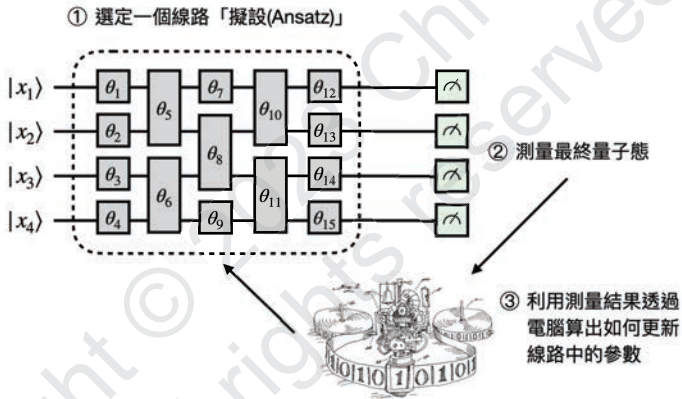 ① 選定一個線路「擬設(Ansatz)」
|x₁⟩ θ₁ θ₅ θ₇ θ₁₀ θ₁₂
|x₂⟩ θ₂ θ₈ θ₁₃
|x₃⟩ θ₃ θ₆ θ₁₁ θ₁₄
|x₄⟩ θ₄ θ₉ θ₁₅
② 測量最終量子態
③ 利用測量結果透過
電腦算出如何更新
線路中的參數
1010 1 0101